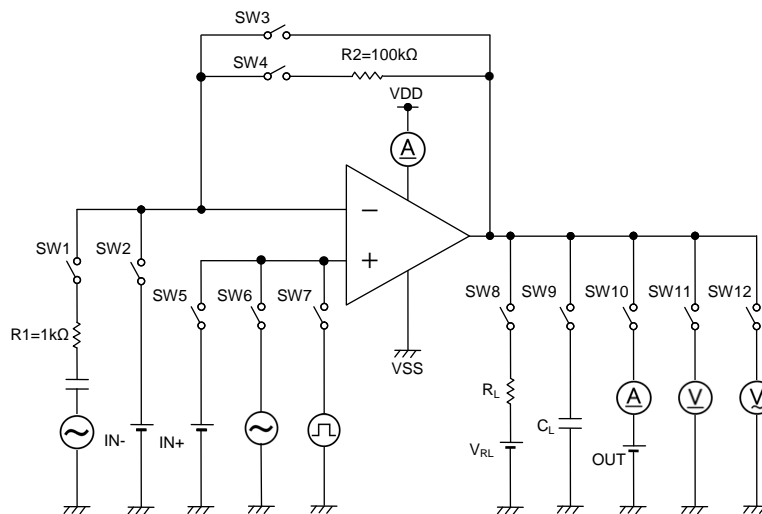 SW3
SW4
R2=100kΩ
VDD
A
−
+
SW1
SW2
SW5
SW6
SW7
SW8
SW9
SW10
SW11
SW12
R1=1kΩ
VSS
RL
A
V
V
IN-
IN+
VRL
CL
OUT